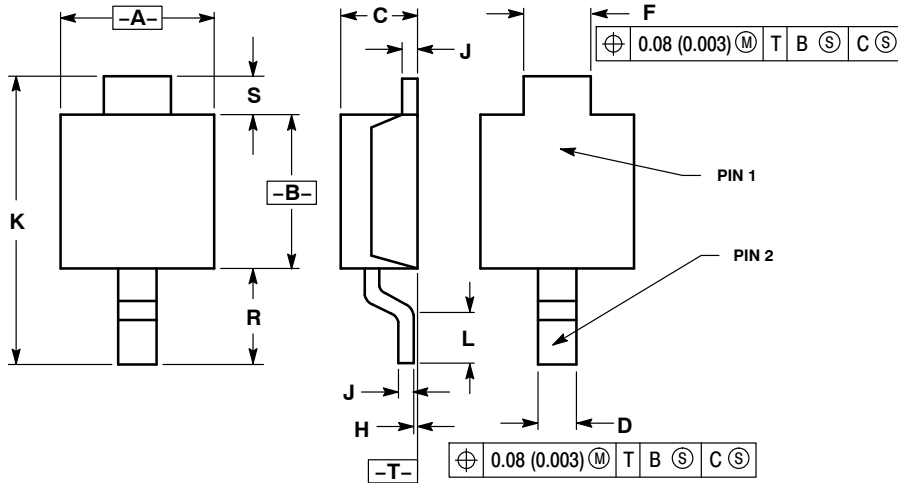 –A–
C
F
⌖ 0.08 (0.003) Ⓜ T B Ⓢ C Ⓢ
J
S
–B–
K
PIN 1
PIN 2
R
L
J
H
D
⌖ 0.08 (0.003) Ⓜ T B Ⓢ C Ⓢ
–T–